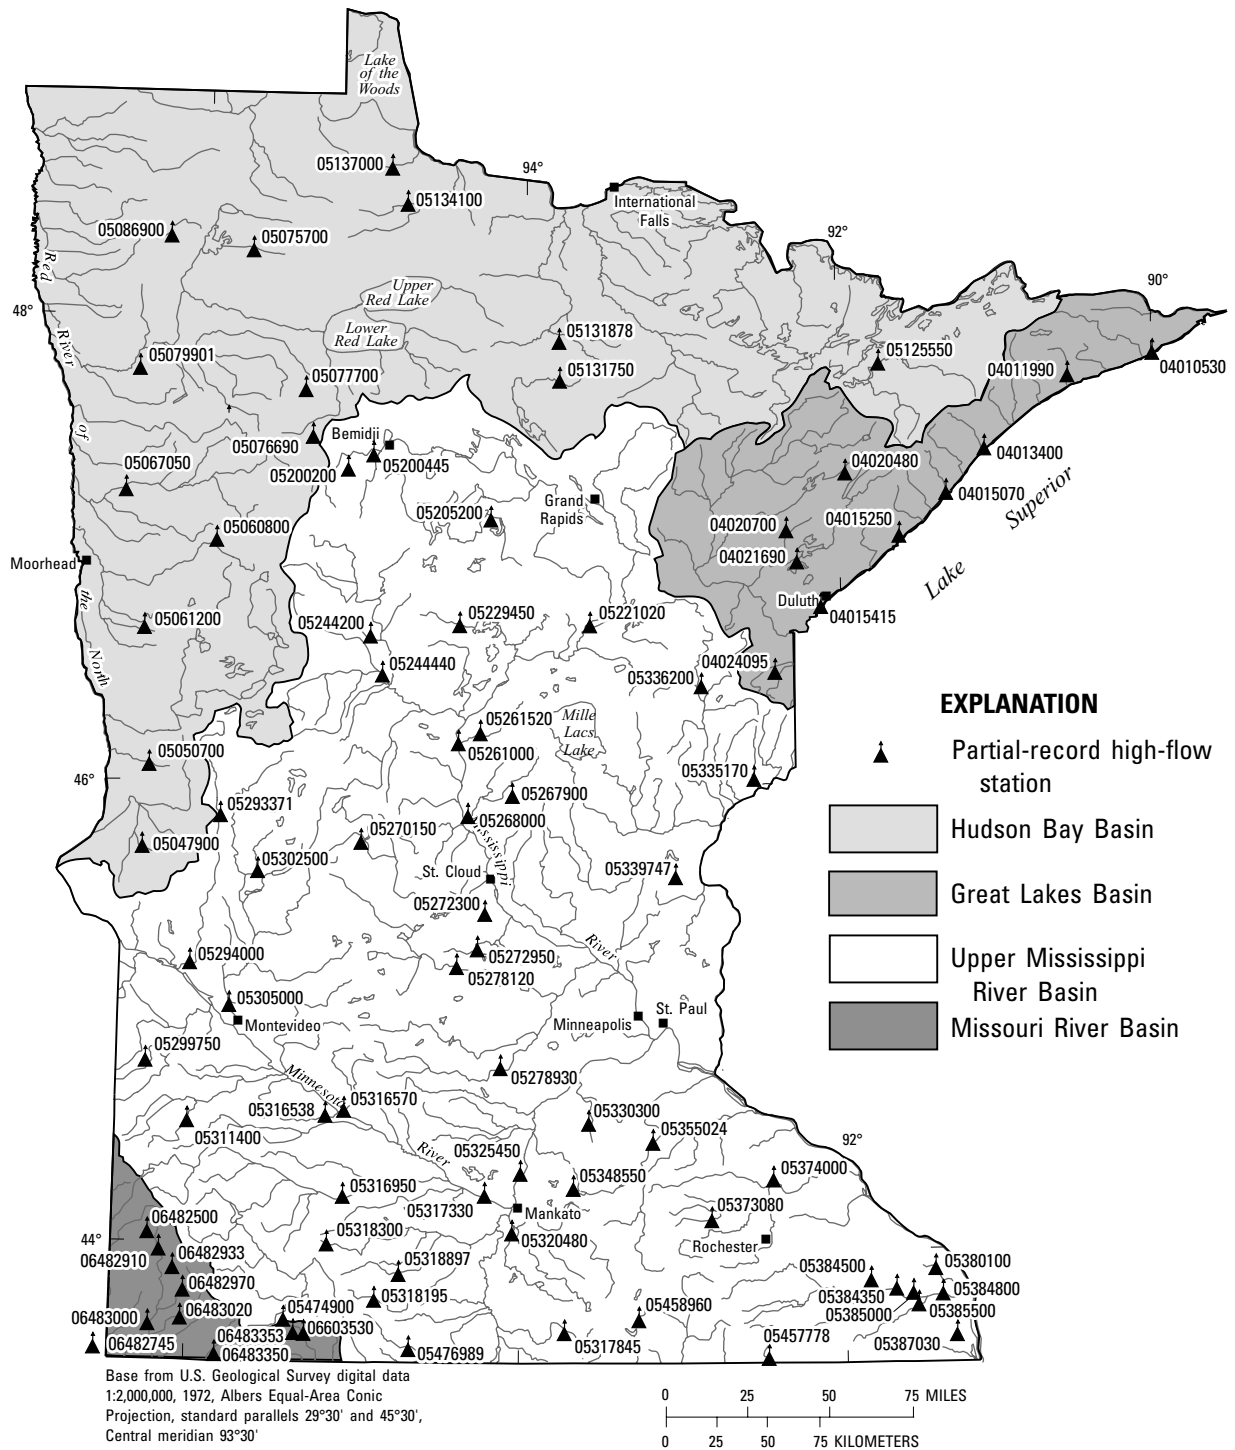 Lake
of the
Woods
05137000
94°
05134100
International
Falls
05086900
05075700
92°
Red
Upper
Red Lake
90°
48°
River
Lower
Red Lake
05131878
05079901
05125550
05131750
04011990
04010530
05077700
of
05076690
Bemidji
04013400
05200200
05200445
04020480
05067050
04015070
Grand
Rapids
Superior
05205200
04020700
04015250
05060800
04021690
Moorhead
Lake
the
Duluth
04015415
05061200
05244200
05229450
05221020
North
05244440
04024095
05336200
EXPLANATION
05261520
Mille
Lacs
Lake
05050700
05261000
Partial-record high-flow
station
46°
05335170
05293371
05267900
05268000
Hudson Bay Basin
05270150
Mississippi
05047900
05302500
St. Cloud
05339747
Great Lakes Basin
05272300
River
05294000
05272950
Upper Mississippi
River Basin
05278120
05305000
St. Paul
Minneapolis
Montevideo
Missouri River Basin
05299750
05278930
Minnesota
05316538
05316570
05330300
05311400
05355024
92°
River
05325450
05374000
05348550
05316950
05317330
Mankato
05373080
06482500
05318300
05320480
44°
Rochester
06482910
06482933
05318897
05380100
05384500
06482970
05384350
05384800
05318195
05474900
05458960
05385000
05385500
06483000
06483020
06483353
06603530
06482745
06483350
05476989
05317845
05457778
05387030
Base from U.S. Geological Survey digital data
1:2,000,000, 1972, Albers Equal-Area Conic
Projection, standard parallels 29°30' and 45°30',
Central meridian 93°30'
0 25 50 75 MILES
0 25 50 75 KILOMETERS